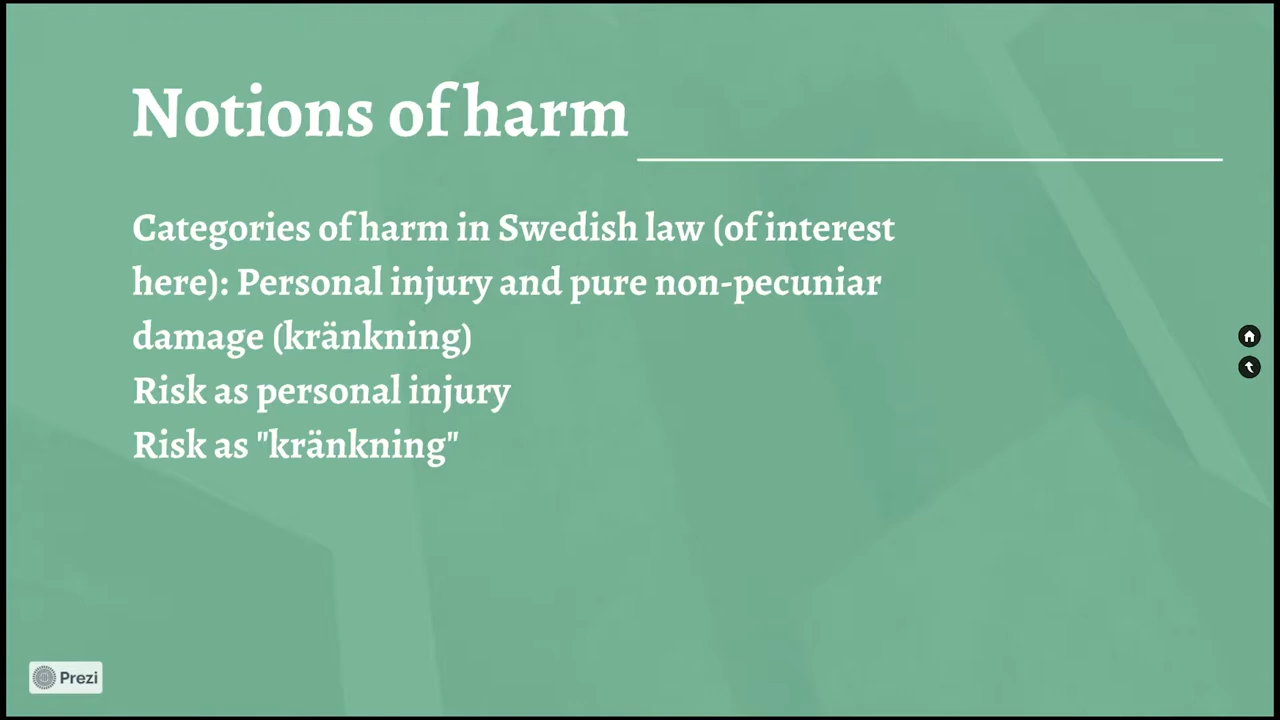 Notions of harm
Categories of harm in Swedish law (of interest
here): Personal injury and pure non-pecuniar
damage (kränkning)
Risk as personal injury
Risk as "kränkning"
Prezi